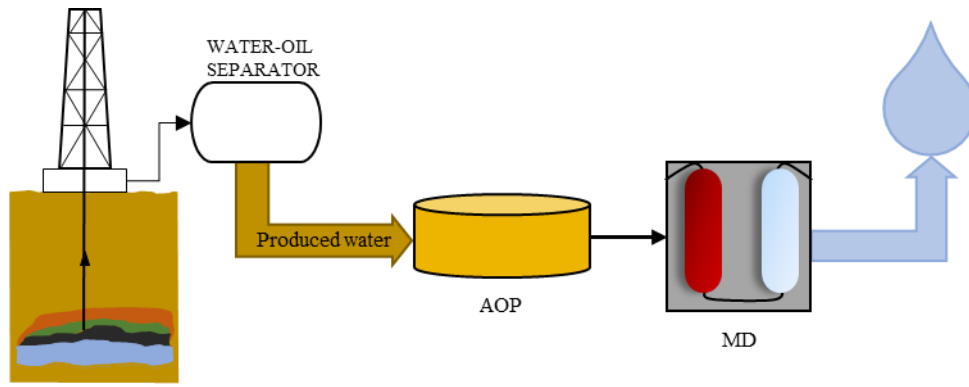 WATER-OIL
SEPARATOR
Produced water
AOP
MD